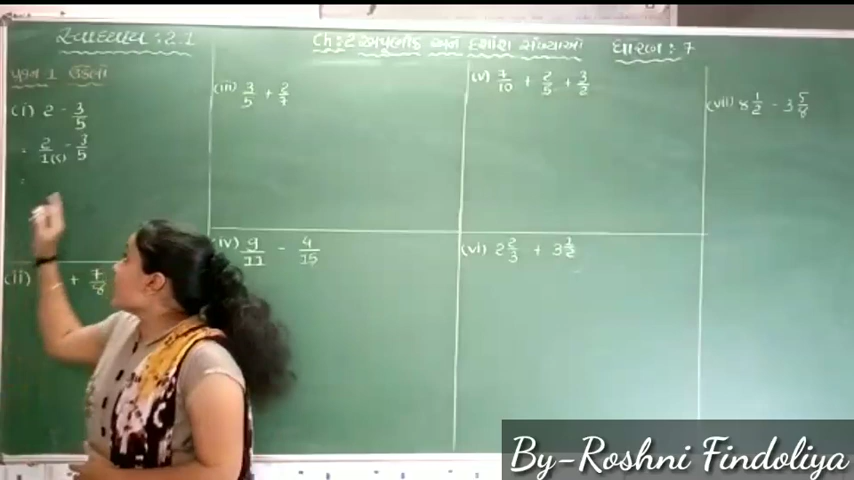 સ્વાધ્યાય : 2.1
Ch:2 અપૂર્ણાંક અને દશાંશ સંખ્યાઓ
ધોરણ : 7
પ્રશ્ન 1 ઉકેલો
(i) 2 - 3/5
= 2/1(5) - 3/5
=
(ii) + 7/8
(iii) 3/5 + 2/7
(iv) 9/11 - 4/15
(v) 7/10 + 2/5 + 3/2
(vi) 2 2/3 + 3 1/2
(vii) 8 1/2 - 3 5/8
By-Roshni Findoliya